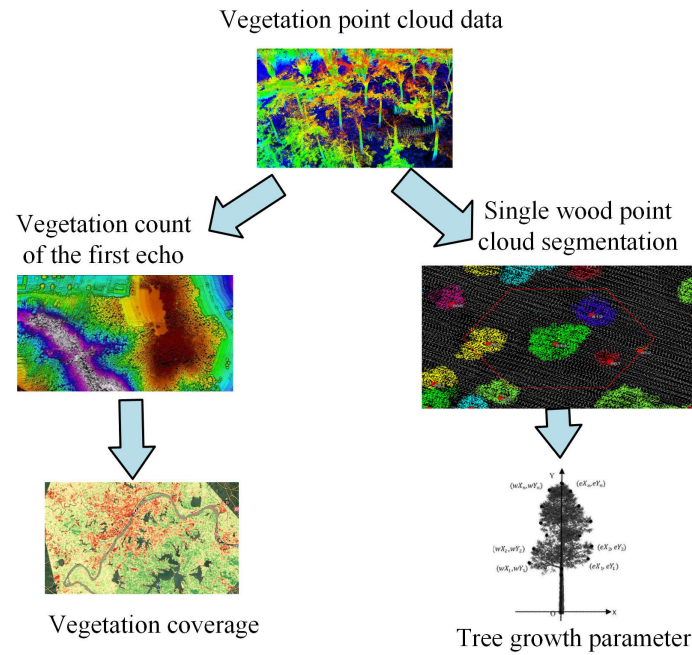 Vegetation point cloud data
Vegetation count
of the first echo
Single wood point
cloud segmentation
Y
(wXₙ,wYₙ)
(eXₙ,eYₙ)
(wX₂,wY₂)
(eX₂,eY₂)
(wX₁,wY₁)
(eX₁,eY₁)
O
X
Vegetation coverage
Tree growth parameter